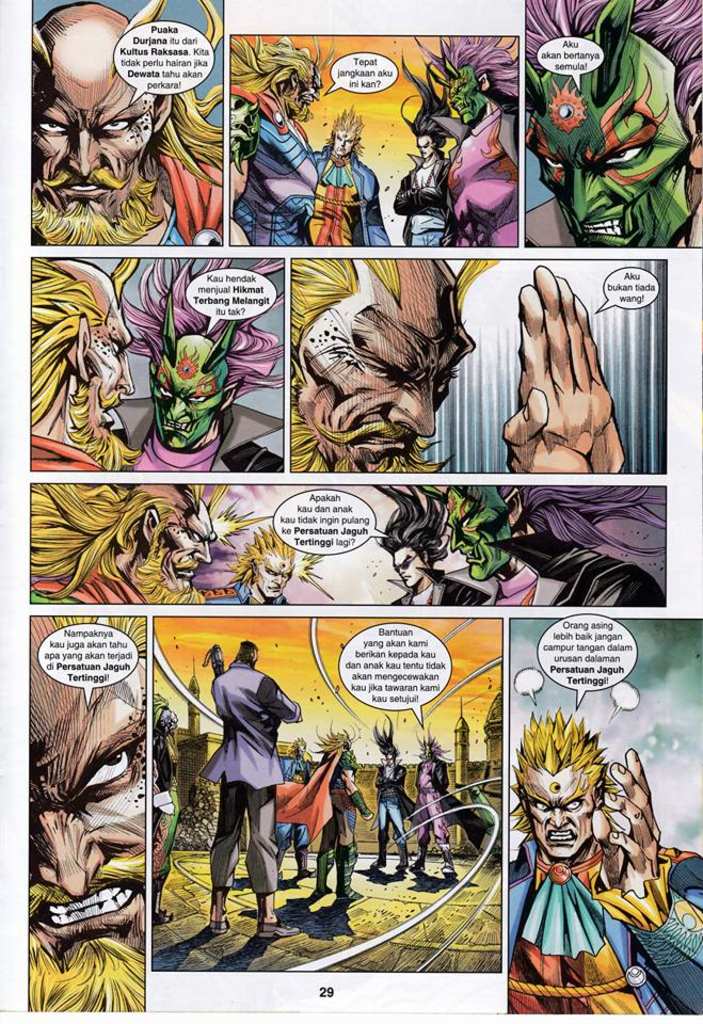 Puaka
Durjana itu dari
Kultus Raksasa. Kita
tidak perlu hairan jika
Dewata tahu akan
perkara!
Tepat
jangkaan aku
ini kan?
Aku
akan bertanya
semula!
Kau hendak
menjual Hikmat
Terbang Melangit
itu tak?
Aku
bukan tiada
wang!
Apakah
kau dan anak
kau tidak ingin pulang
ke Persatuan Jaguh
Tertinggi lagi?
Nampaknya
kau juga akan tahu
apa yang akan terjadi
di Persatuan Jaguh
Tertinggi!
Bantuan
yang akan kami
berikan kepada kau
dan anak kau tentu tidak
akan mengecewakan
kau jika tawaran kami
kau setujui!
Orang asing
lebih baik jangan
campur tangan dalam
urusan dalaman
Persatuan Jaguh
Tertinggi!
29